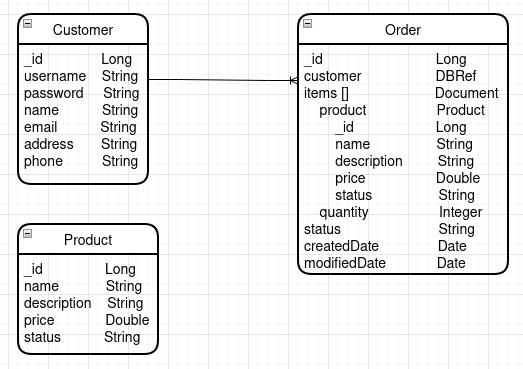 Customer
_id Long
username String
password String
name String
email String
address String
phone String
Order
_id Long
customer DBRef
items [] Document
product Product
_id Long
name String
description String
price Double
status String
quantity Integer
status String
createdDate Date
modifiedDate Date
Product
_id Long
name String
description String
price Double
status String